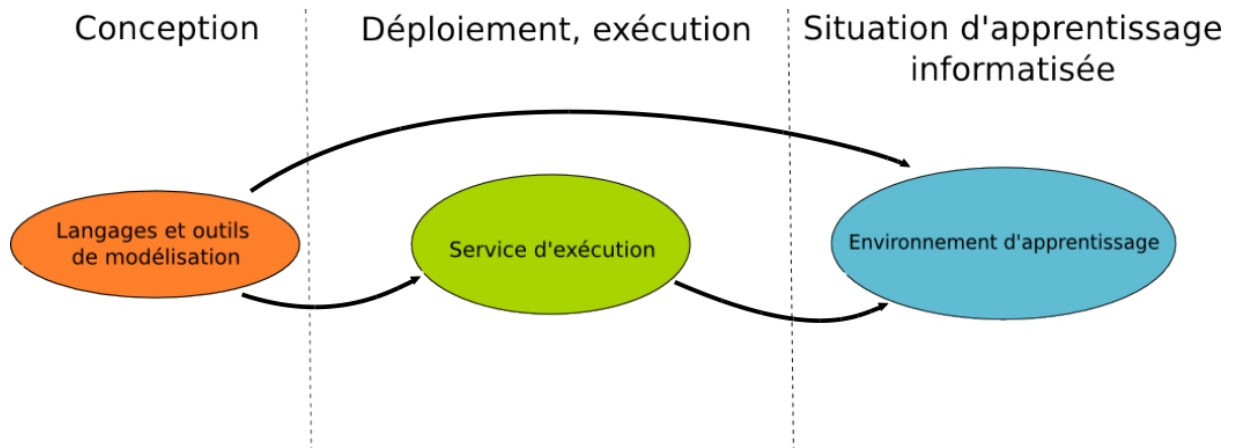 Conception
Déploiement, exécution
Situation d'apprentissage
informatisée
Langages et outils
de modélisation
Service d'exécution
Environnement d'apprentissage